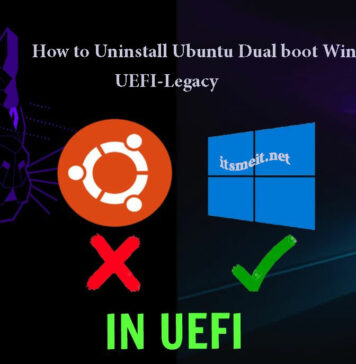 How to Uninstall Ubuntu Dual boot Win
UEFI-Legacy
itsmeit.net
IN UEFI